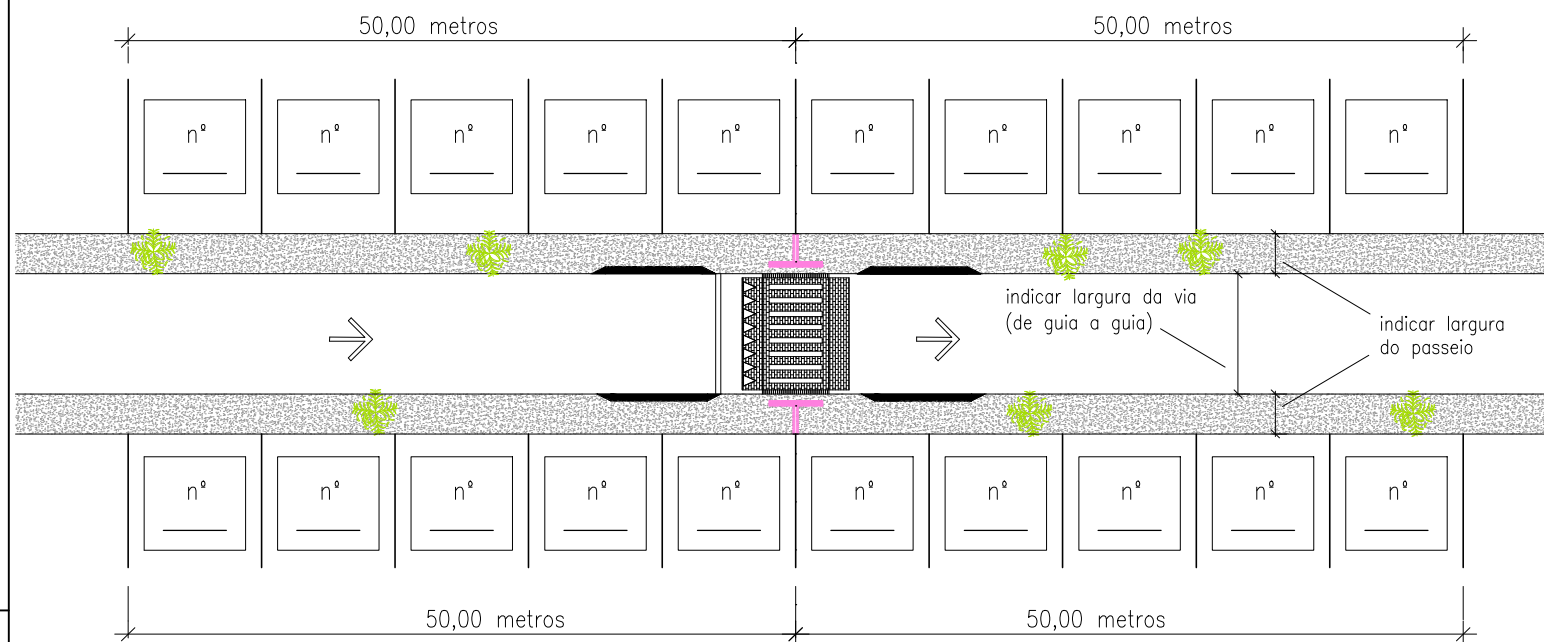 50,00 metros
50,00 metros
nº
nº
nº
nº
nº
nº
nº
nº
nº
nº
indicar largura da via
(de guia a guia)
indicar largura
do passeio
nº
nº
nº
nº
nº
nº
nº
nº
nº
nº
50,00 metros
50,00 metros